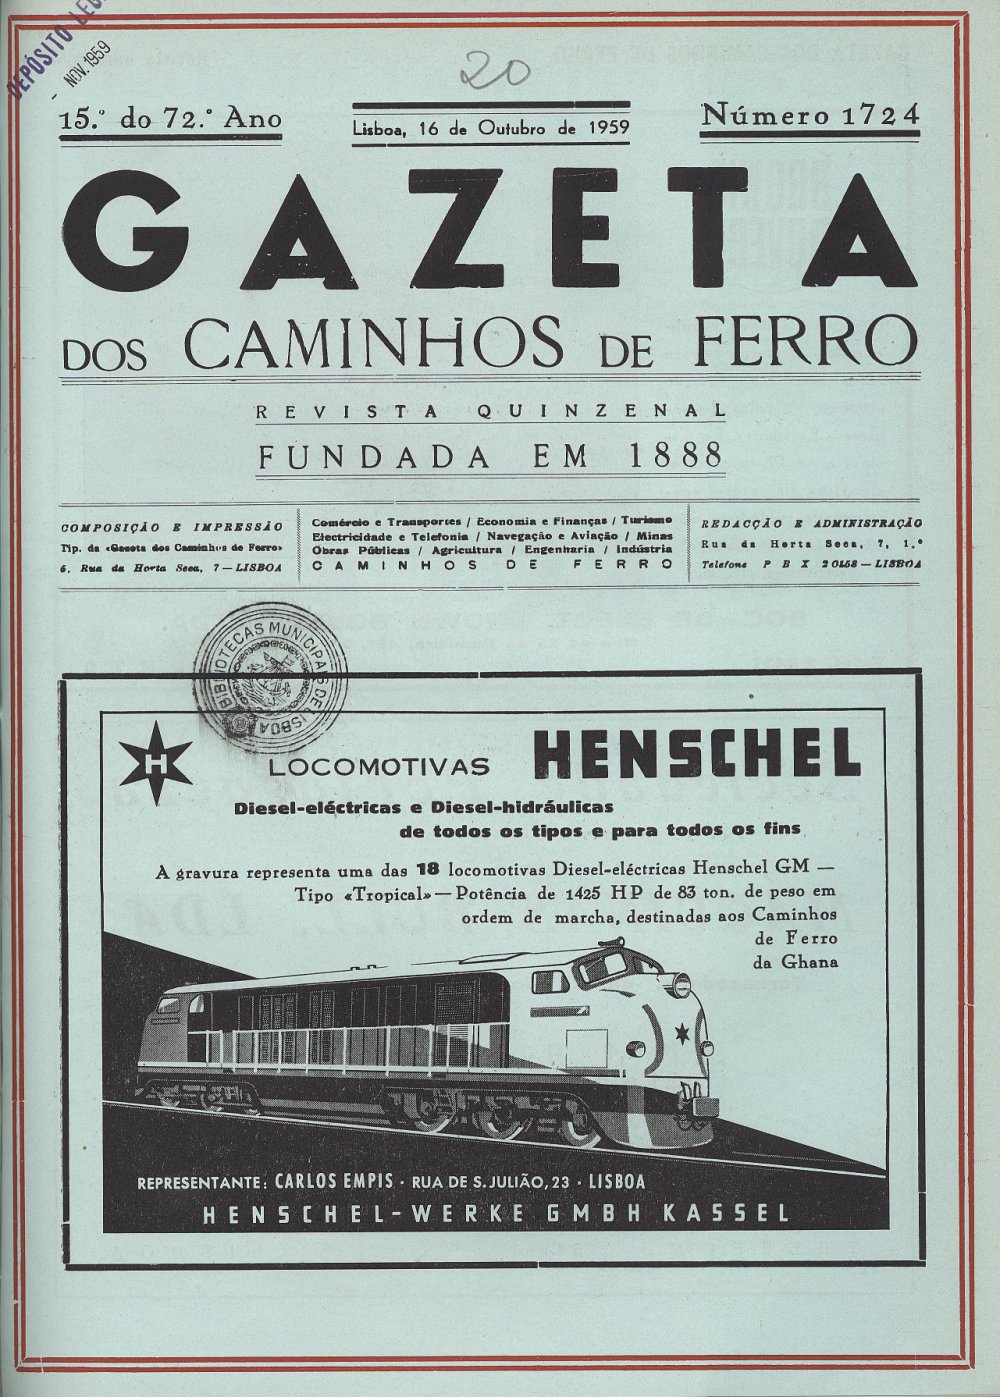 DEPÓSITO LEG
- NOV. 1959
20
15.º do 72.º Ano
Lisboa, 16 de Outubro de 1959
Número 1724
GAZETA
DOS CAMINHOS DE FERRO
REVISTA QUINZENAL
FUNDADA EM 1888
COMPOSIÇÃO E IMPRESSÃO
Tip. da «Gazeta dos Caminhos de Ferro»
6, Rua da Horta Seca, 7 — LISBOA
Comércio e Transportes / Economia e Finanças / Turismo
Electricidade e Telefonia / Navegação e Aviação / Minas
Obras Públicas / Agricultura / Engenharia / Indústria
CAMINHOS DE FERRO
REDACÇÃO E ADMINISTRAÇÃO
Rua da Horta Seca, 7, 1.º
Telefone P B X 20158 — LISBOA
BIBLIOTECAS MUNICIPAIS DE LISBOA
H
LOCOMOTIVAS HENSCHEL
Diesel-eléctricas e Diesel-hidráulicas
de todos os tipos e para todos os fins
A gravura representa uma das 18 locomotivas Diesel-eléctricas Henschel GM —
Tipo «Tropical» — Potência de 1425 HP de 83 ton. de peso em
ordem de marcha, destinadas aos Caminhos
de Ferro
da Ghana
REPRESENTANTE: CARLOS EMPIS · RUA DE S. JULIÃO, 23 · LISBOA
HENSCHEL-WERKE GMBH KASSEL